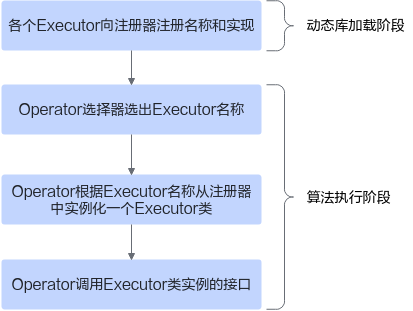 各个Executor向注册器注册名称和实现
动态库加载阶段
Operator选择器选出Executor名称
Operator根据Executor名称从注册器
中实例化一个Executor类
算法执行阶段
Operator调用Executor类实例的接口